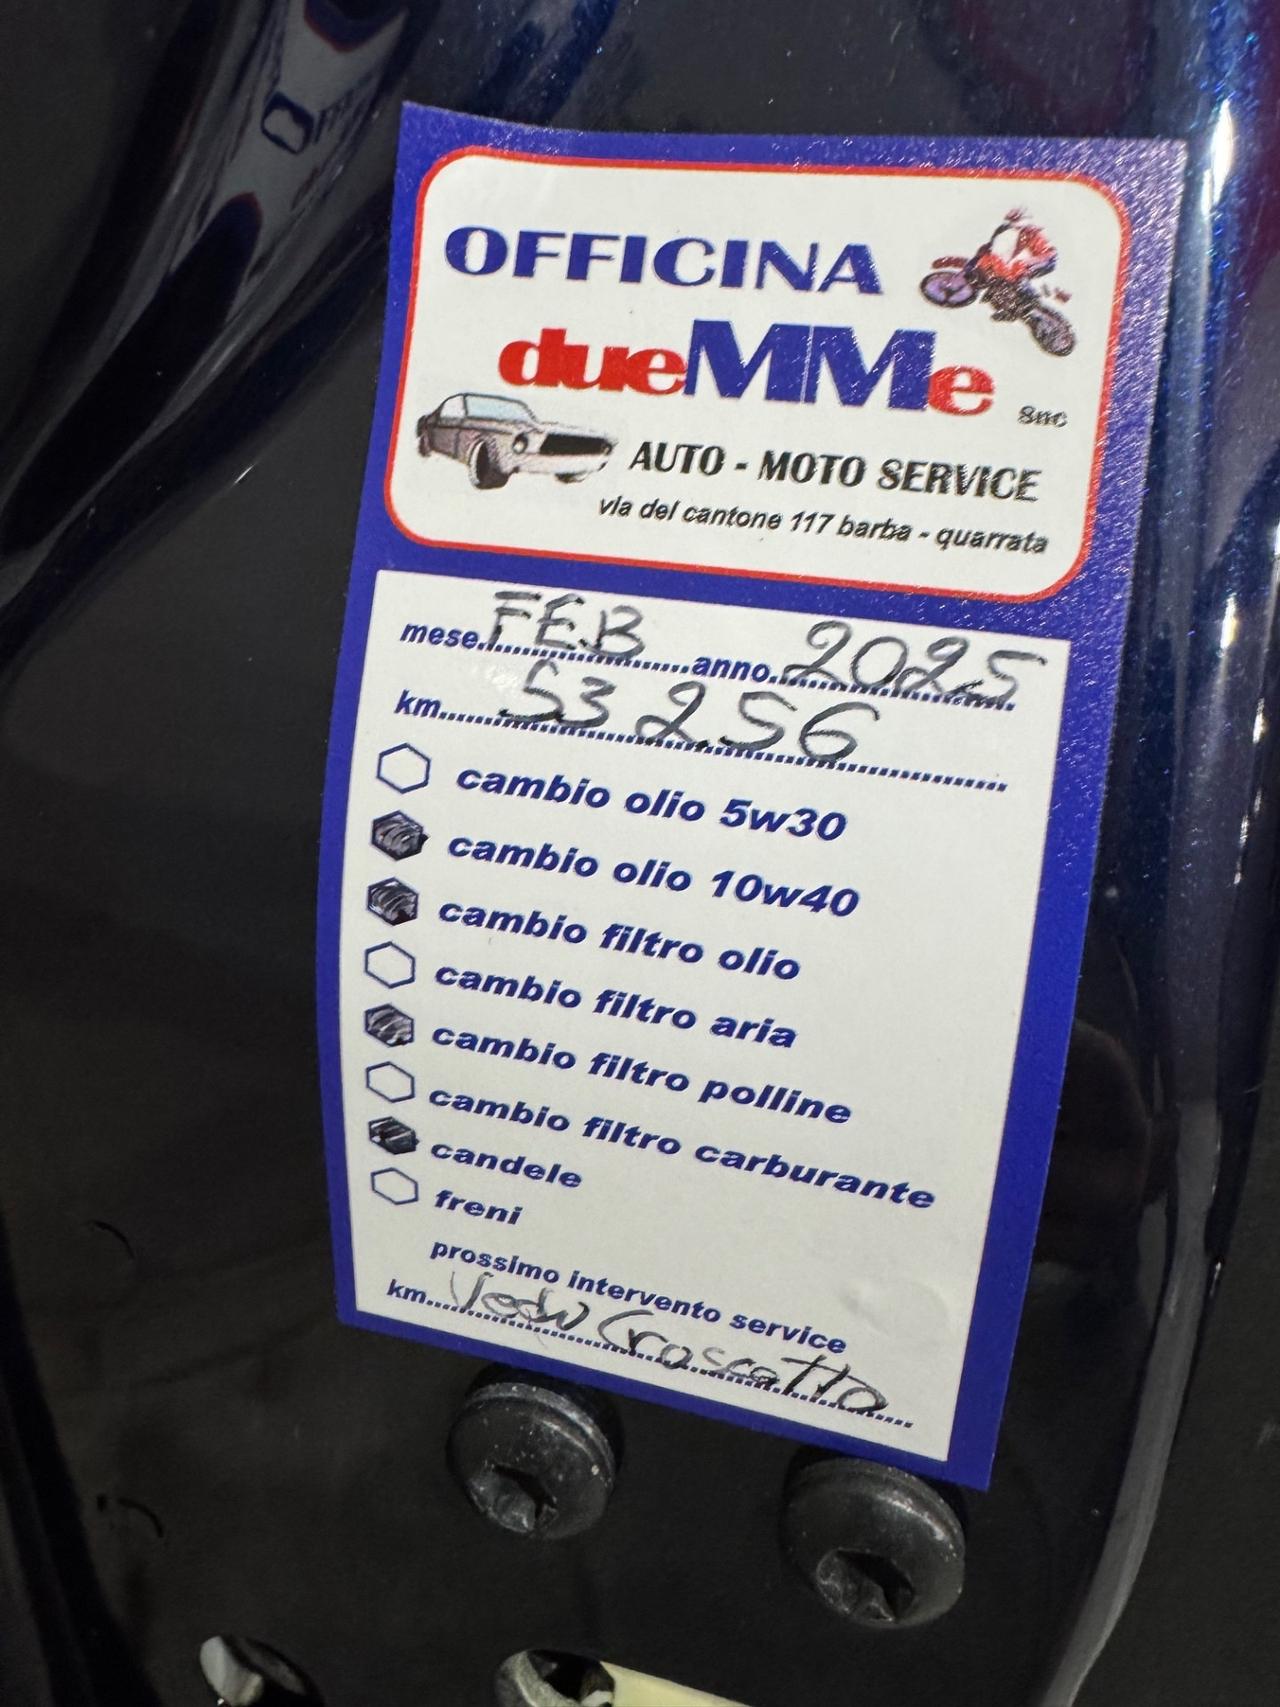 OFFICINA
dueMMe snc
AUTO - MOTO SERVICE
via del cantone 117 barba - quarrata
mese FEB anno 2025
km 53256
cambio olio 5w30
cambio olio 10w40
cambio filtro olio
cambio filtro aria
cambio filtro polline
cambio filtro carburante
candele
freni
prossimo intervento service
km Vedi Cruscotto